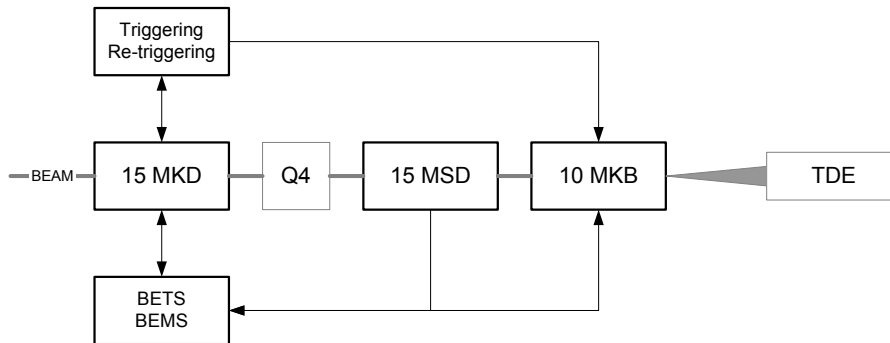 Triggering
Re-triggering
BEAM
15 MKD
Q4
15 MSD
10 MKB
TDE
BETS
BEMS